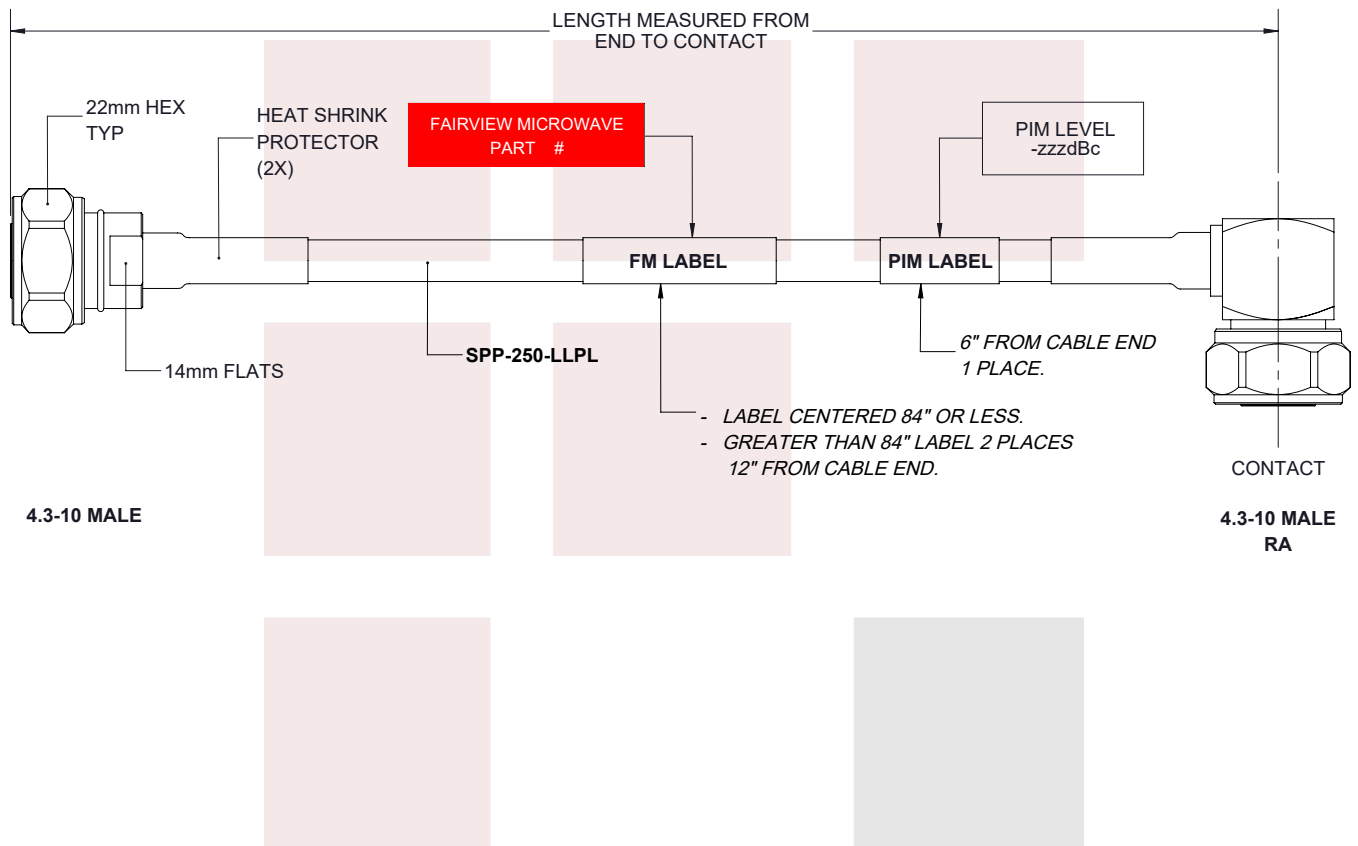 LENGTH MEASURED FROM
END TO CONTACT
22mm HEX
TYP
HEAT SHRINK
PROTECTOR
(2X)
FAIRVIEW MICROWAVE
PART #
PIM LEVEL
-zzzdBc
FM LABEL
PIM LABEL
14mm FLATS
SPP-250-LLPL
6" FROM CABLE END
1 PLACE.
- LABEL CENTERED 84" OR LESS.
- GREATER THAN 84" LABEL 2 PLACES
12" FROM CABLE END.
CONTACT
4.3-10 MALE
4.3-10 MALE
RA